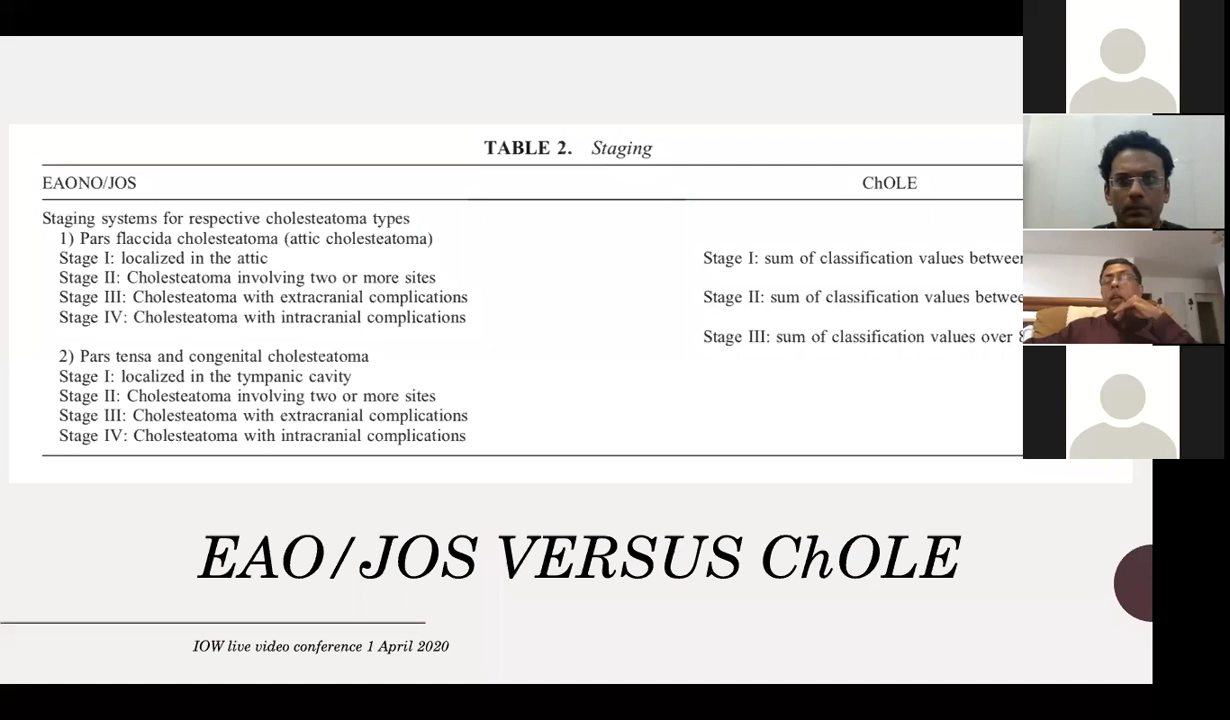 TABLE 2. Staging
EAONO/JOS ChOLE
Staging systems for respective cholesteatoma types
1) Pars flaccida cholesteatoma (attic cholesteatoma)
Stage I: localized in the attic Stage I: sum of classification values between
Stage II: Cholesteatoma involving two or more sites
Stage III: Cholesteatoma with extracranial complications Stage II: sum of classification values
Stage IV: Cholesteatoma with intracranial complications
Stage III: sum of classification values over
2) Pars tensa and congenital cholesteatoma
Stage I: localized in the tympanic cavity
Stage II: Cholesteatoma involving two or more sites
Stage III: Cholesteatoma with extracranial complications
Stage IV: Cholesteatoma with intracranial complications
EAO/JOS VERSUS ChOLE
IOW live video conference 1 April 2020